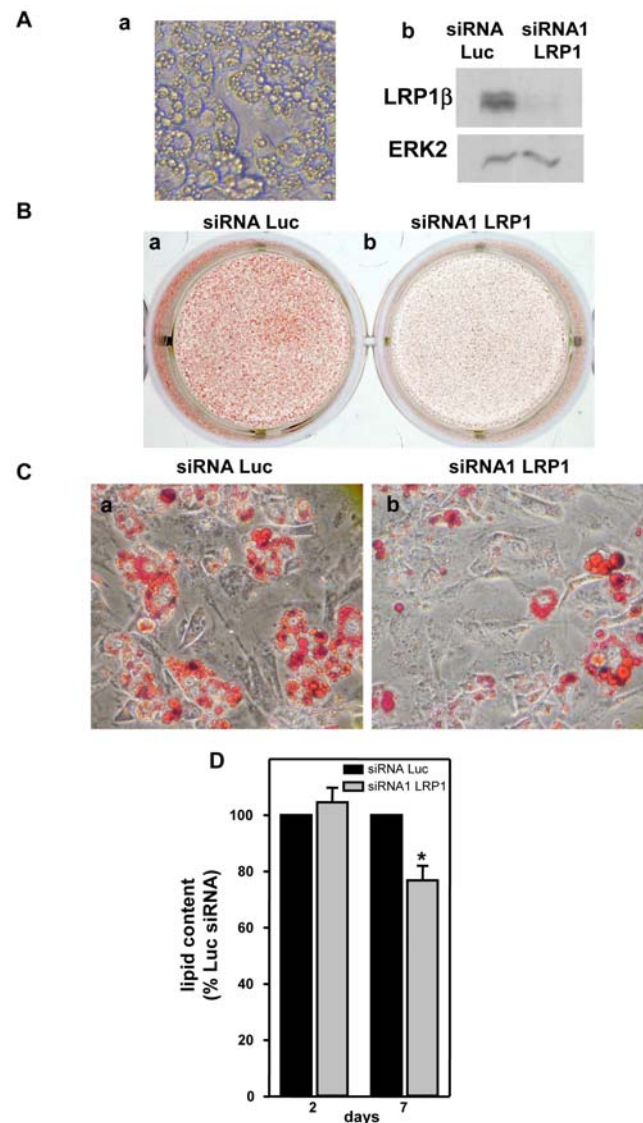 A
a
b
siRNA Luc
siRNA1 LRP1
LRP1β
ERK2
B
siRNA Luc
siRNA1 LRP1
a
b
C
siRNA Luc
siRNA1 LRP1
a
b
D
siRNA Luc
siRNA1 LRP1
lipid content
(% Luc siRNA)
100
80
60
40
20
0
2
7
days
*